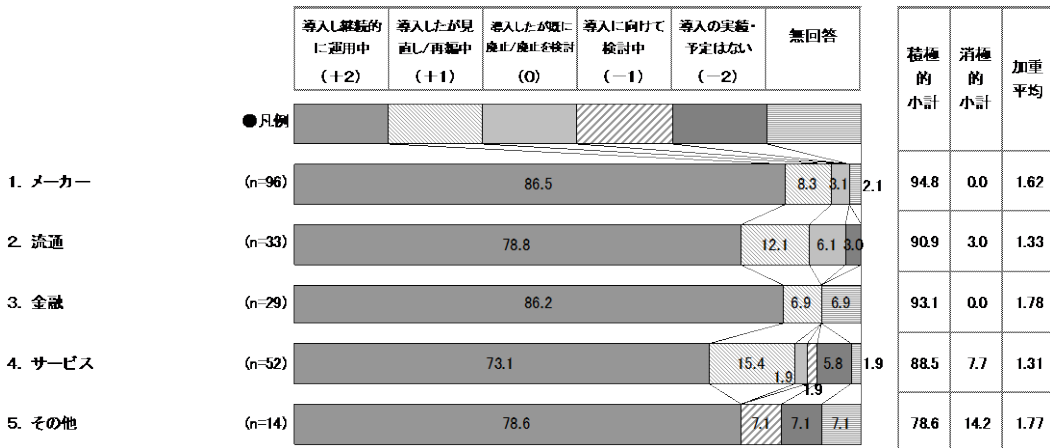 導入し継続的
に運用中
(+2)
導入したが見
直し/再編中
(+1)
導入したが既に
廃止/廃止を検討
(0)
導入に向けて
検討中
(-1)
導入の実績・
予定はない
(-2)
無回答
積極
的
小計
消極
的
小計
加重
平均
●凡例
1. メーカー (n=96) 86.5 8.3 3.1 2.1 94.8 0.0 1.62
2. 流通 (n=33) 78.8 12.1 6.1 3.0 90.9 3.0 1.33
3. 金融 (n=29) 86.2 6.9 6.9 93.1 0.0 1.78
4. サービス (n=52) 73.1 15.4 1.9 1.9 5.8 1.9 88.5 7.7 1.31
5. その他 (n=14) 78.6 7.1 7.1 7.1 78.6 14.2 1.77